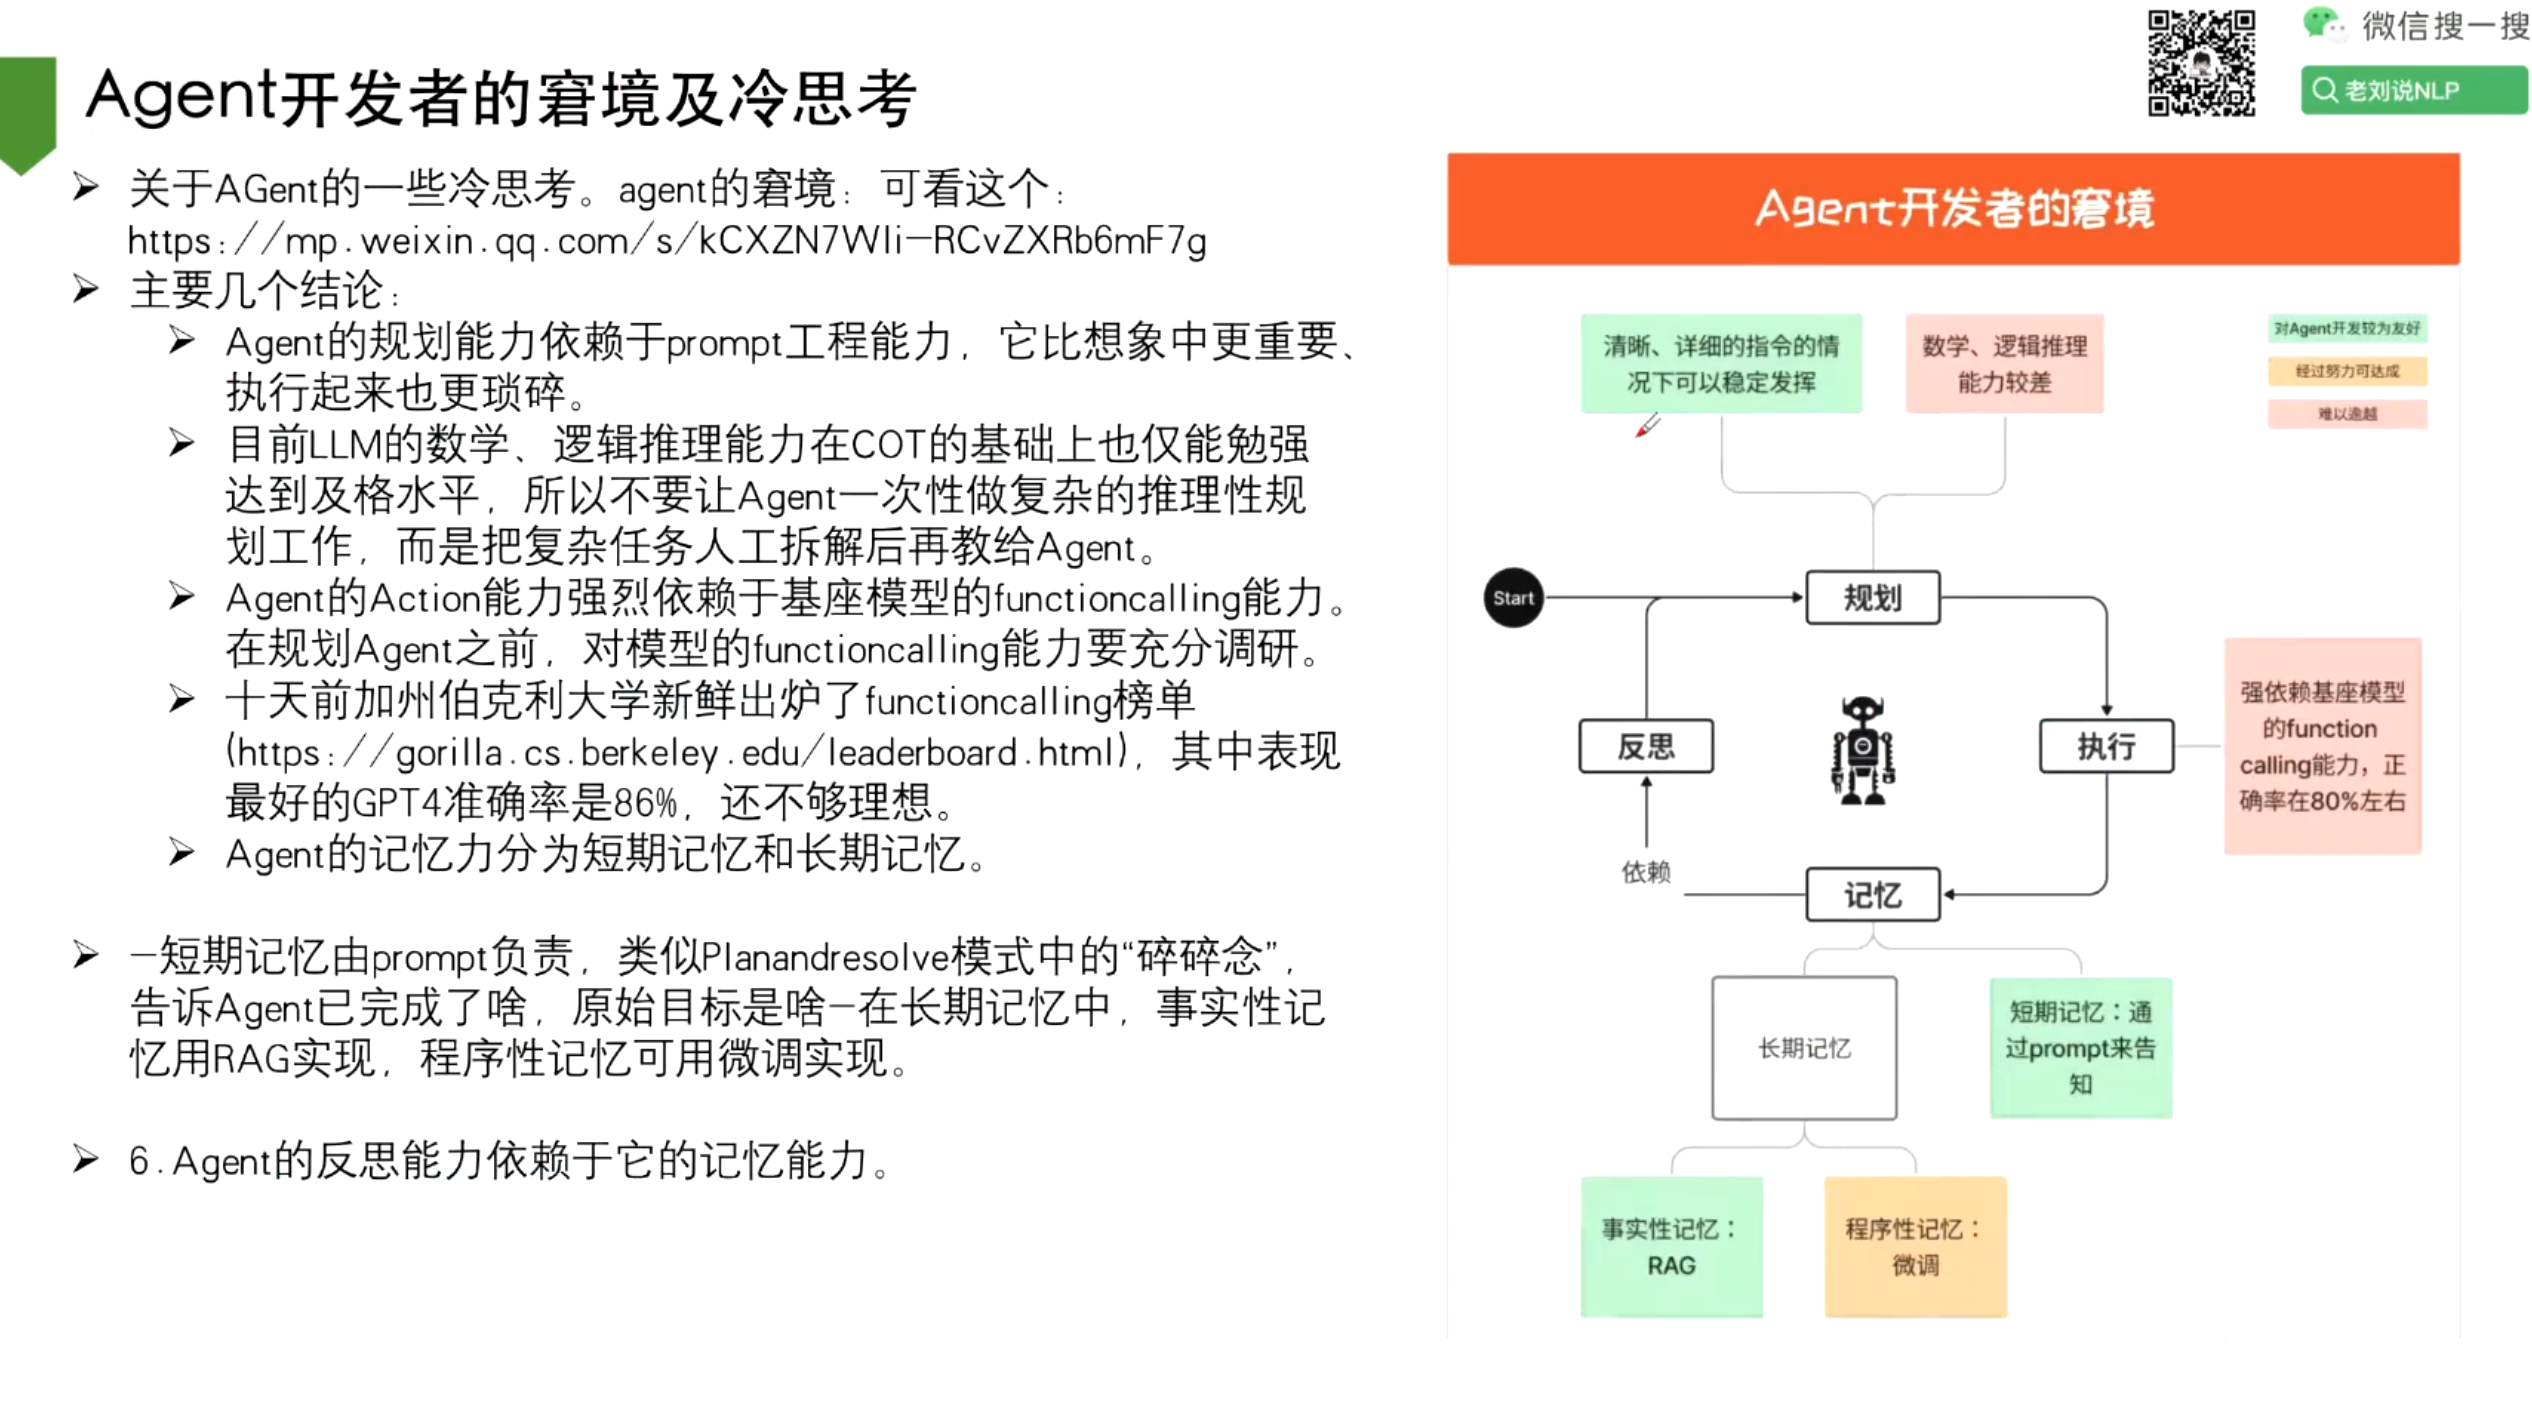 微信搜一搜
老刘说NLP
Agent开发者的窘境及冷思考
➢ 关于AGent的一些冷思考。agent的窘境：可看这个：
https://mp.weixin.qq.com/s/kCXZN7Wli-RCvZXRb6mF7g
➢ 主要几个结论：
➢ Agent的规划能力依赖于prompt工程能力，它比想象中更重要、
执行起来也更琐碎。
➢ 目前LLM的数学、逻辑推理能力在COT的基础上也仅能勉强
达到及格水平，所以不要让Agent一次性做复杂的推理性规
划工作，而是把复杂任务人工拆解后再教给Agent。
➢ Agent的Action能力强烈依赖于基座模型的functioncalling能力。
在规划Agent之前，对模型的functioncalling能力要充分调研。
➢ 十天前加州伯克利大学新鲜出炉了functioncalling榜单
(https://gorilla.cs.berkeley.edu/leaderboard.html)，其中表现
最好的GPT4准确率是86%，还不够理想。
➢ Agent的记忆力分为短期记忆和长期记忆。
➢ -短期记忆由prompt负责，类似Planandresolve模式中的“碎碎念”，
告诉Agent已完成了啥，原始目标是啥-在长期记忆中，事实性记
忆用RAG实现，程序性记忆可用微调实现。
➢ 6.Agent的反思能力依赖于它的记忆能力。
Agent开发者的窘境
清晰、详细的指令的情
况下可以稳定发挥
数学、逻辑推理
能力较差
对Agent开发较为友好
经过努力可达成
难以逾越
Start
规划
反思
执行
强依赖基座模型
的function
calling能力，正
确率在80%左右
依赖
记忆
长期记忆
短期记忆：通
过prompt来告
知
事实性记忆：
RAG
程序性记忆：
微调